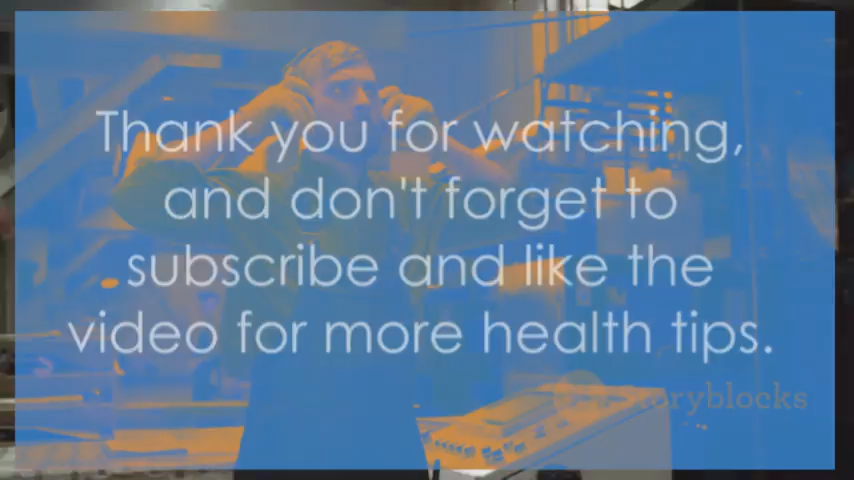 Thank you for watching,
and don't forget to
subscribe and like the
video for more health tips.
Storyblocks